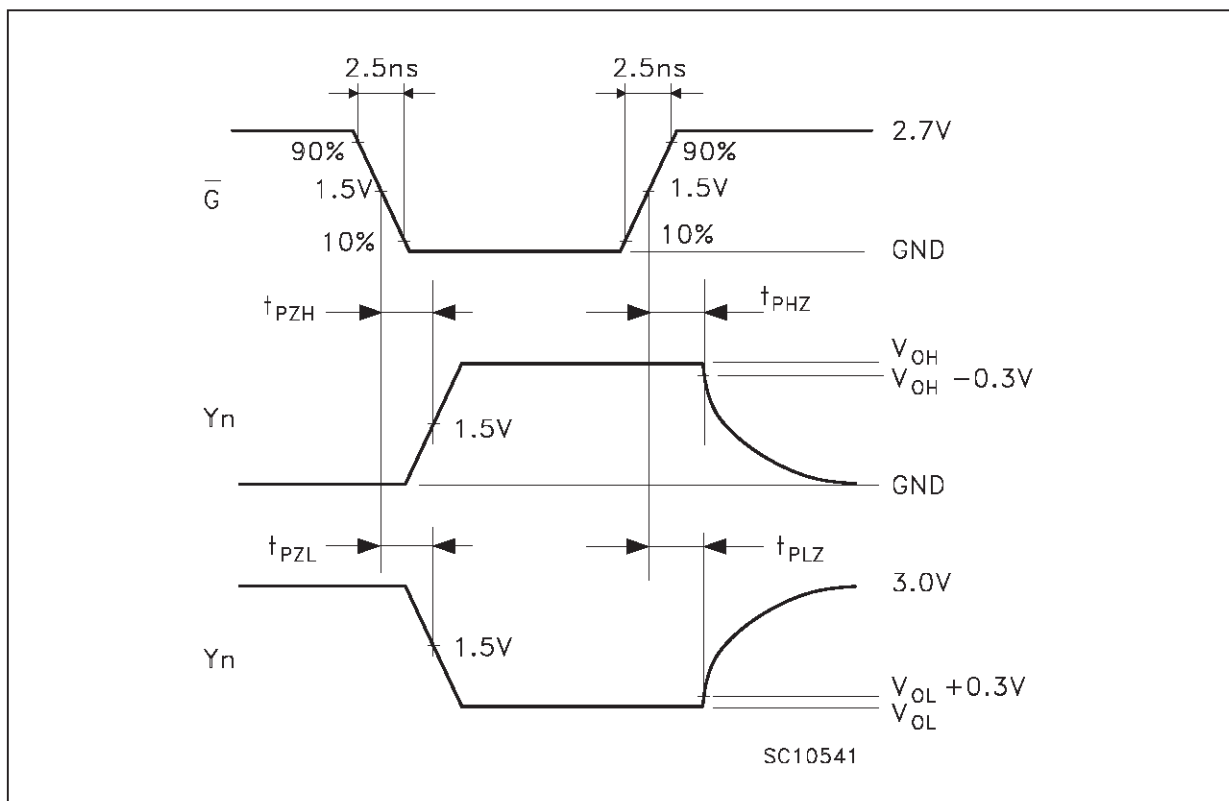 2.5ns 2.5ns
2.7V
90% 90%
G̅ 1.5V 1.5V
10% 10%
GND
tPZH tPHZ
VOH
VOH −0.3V
Yn 1.5V
GND
tPZL tPLZ
3.0V
Yn 1.5V
VOL +0.3V
VOL
SC10541